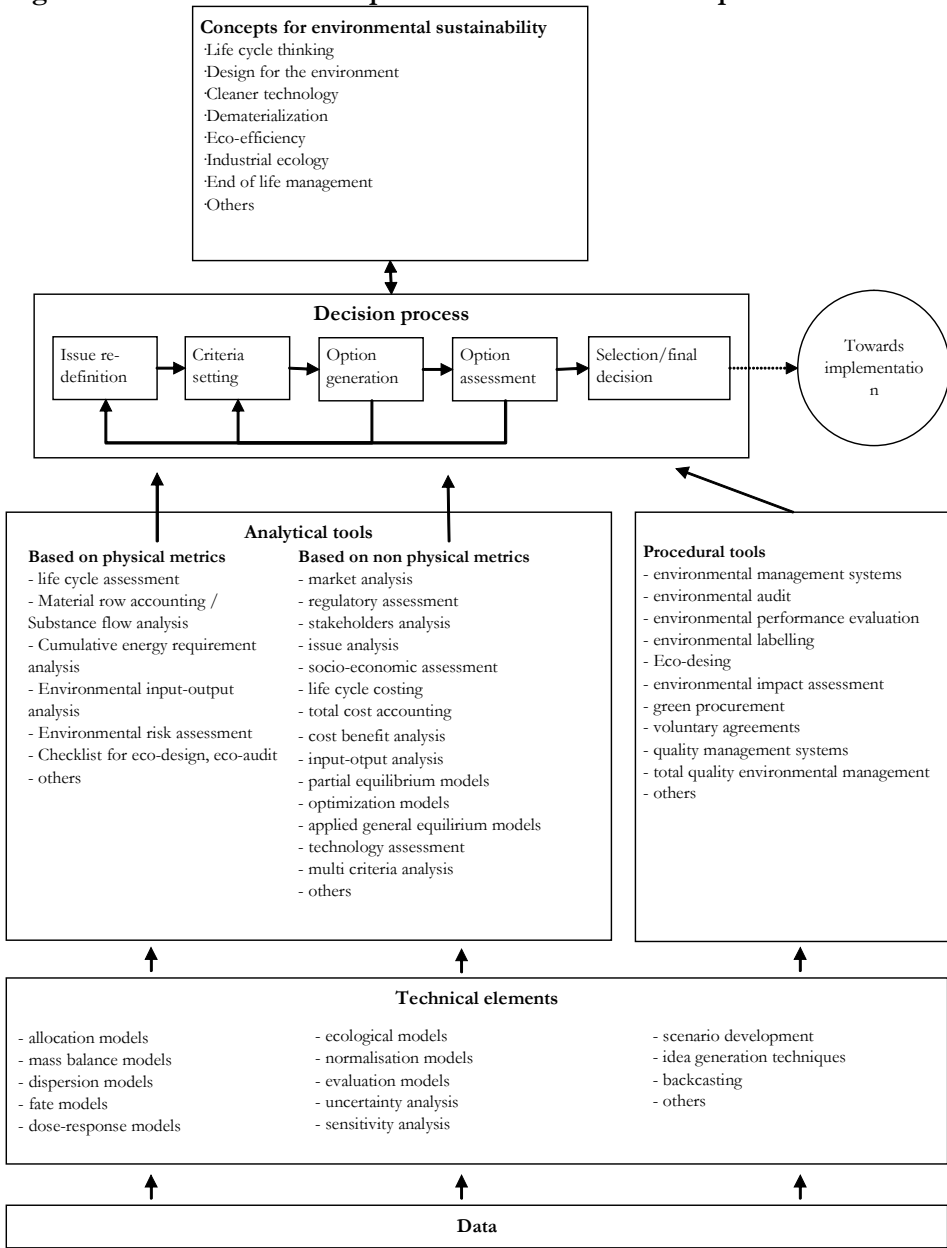 Concepts for environmental sustainability
·Life cycle thinking
·Design for the environment
·Cleaner technology
·Dematerialization
·Eco-efficiency
·Industrial ecology
·End of life management
·Others
Decision process
Issue re-
definition
Criteria
setting
Option
generation
Option
assessment
Selection/final
decision
Towards
implementatio
n
Analytical tools
Based on physical metrics
- life cycle assessment
- Material row accounting /
Substance flow analysis
- Cumulative energy requirement
analysis
- Environmental input-output
analysis
- Environmental risk assessment
- Checklist for eco-design, eco-audit
- others
Based on non physical metrics
- market analysis
- regulatory assessment
- stakeholders analysis
- issue analysis
- socio-economic assessment
- life cycle costing
- total cost accounting
- cost benefit analysis
- input-otput analysis
- partial equilibrium models
- optimization models
- applied general equilirium models
- technology assessment
- multi criteria analysis
- others
Procedural tools
- environmental management systems
- environmental audit
- environmental performance evaluation
- environmental labelling
- Eco-desing
- environmental impact assessment
- green procurement
- voluntary agreements
- quality management systems
- total quality environmental management
- others
Technical elements
- allocation models
- mass balance models
- dispersion models
- fate models
- dose-response models
- ecological models
- normalisation models
- evaluation models
- uncertainty analysis
- sensitivity analysis
- scenario development
- idea generation techniques
- backcasting
- others
Data